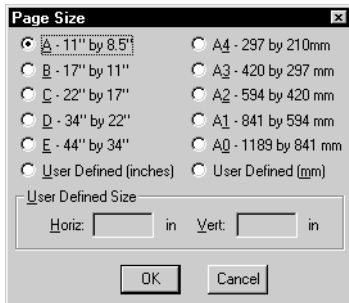 Page Size
A - 11" by 8.5"
A4 - 297 by 210mm
B - 17" by 11"
A3 - 420 by 297 mm
C - 22" by 17"
A2 - 594 by 420 mm
D - 34" by 22"
A1 - 841 by 594 mm
E - 44" by 34"
A0 - 1189 by 841 mm
User Defined (inches)
User Defined (mm)
User Defined Size
Horiz: in Vert: in
OK Cancel